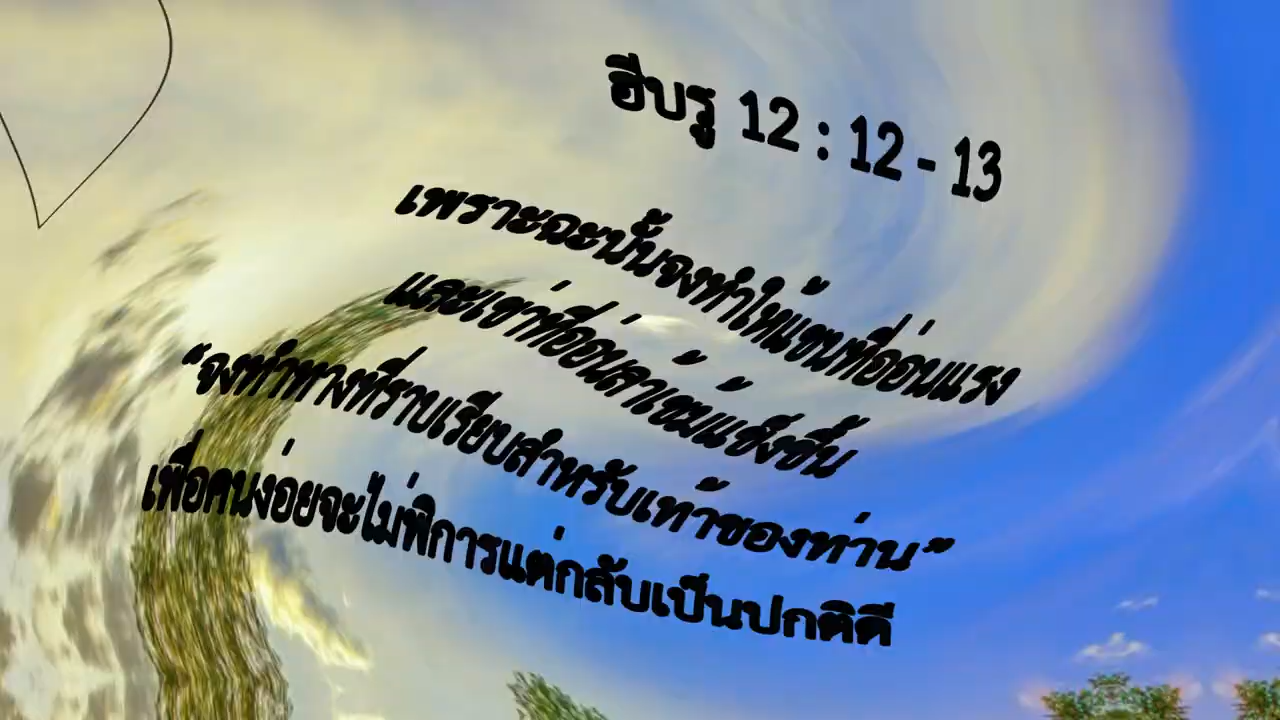 ฮีบรู 12 : 12 - 13
เพราะฉะนั้นจงทำให้แขนที่อ่อนแรง
และเข่าที่อ่อนล้าเข้มแข็งขึ้น
“จงทำทางที่ราบเรียบสำหรับเท้าของท่าน”
เพื่อคนง่อยจะไม่พิการแต่กลับเป็นปกติดี